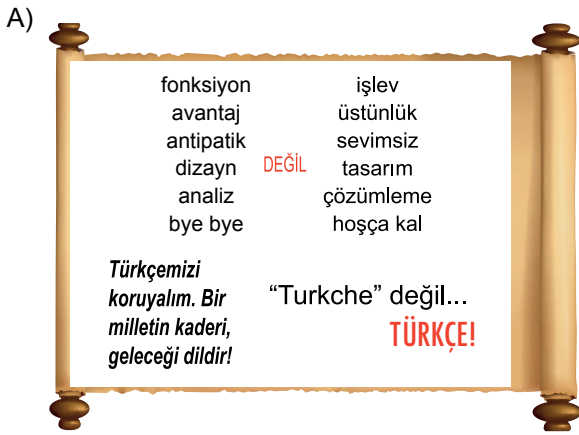 A)
fonksiyon işlev
avantaj üstünlük
antipatik sevimsiz
dizayn DEĞİL tasarım
analiz çözümleme
bye bye hoşça kal
Türkçemizi
koruyalım. Bir
milletin kaderi,
geleceği dildir!
“Turkche” değil...
TÜRKÇE!